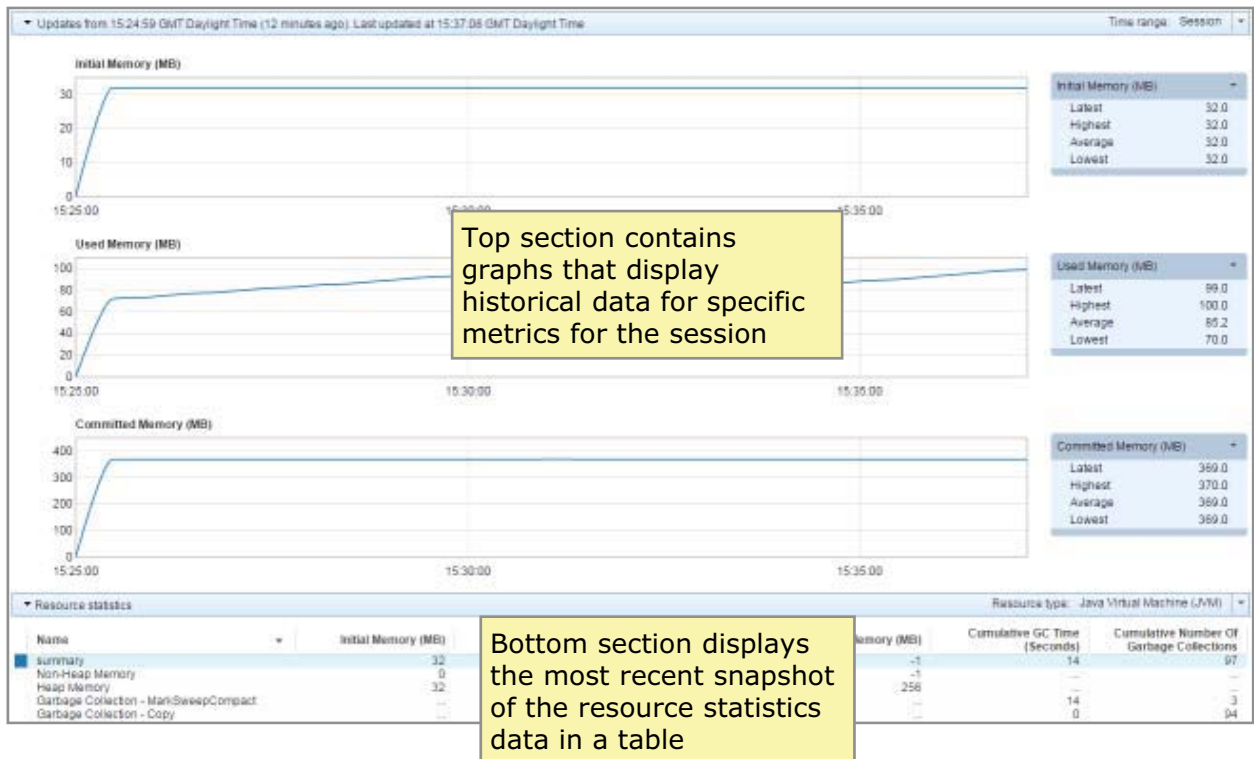 Updates from 15:24:59 GMT Daylight Time (12 minutes ago). Last updated at 15:37:08 GMT Daylight Time Time range: Session
Initial Memory (MB)
30
20
10
0
15:25:00 15:30:00 15:35:00
Initial Memory (MB)
Latest 32.0
Highest 32.0
Average 32.0
Lowest 32.0
Used Memory (MB)
100
80
60
40
20
0
15:25:00 15:30:00 15:35:00
Top section contains
graphs that display
historical data for specific
metrics for the session
Used Memory (MB)
Latest 99.0
Highest 100.0
Average 85.2
Lowest 70.0
Committed Memory (MB)
400
300
200
100
0
15:25:00 15:30:00 15:35:00
Committed Memory (MB)
Latest 369.0
Highest 370.0
Average 369.0
Lowest 369.0
Resource statistics Resource type: Java Virtual Machine (JVM)
Name Initial Memory (MB) Memory (MB) Cumulative GC Time (Seconds) Cumulative Number Of Garbage Collections
summary 32 -1 14 97
Non-Heap Memory 0 -1 ... ...
Heap Memory 32 256 ... ...
Garbage Collection - MarkSweepCompact ... ... 14 3
Garbage Collection - Copy ... ... 0 94
Bottom section displays
the most recent snapshot
of the resource statistics
data in a table